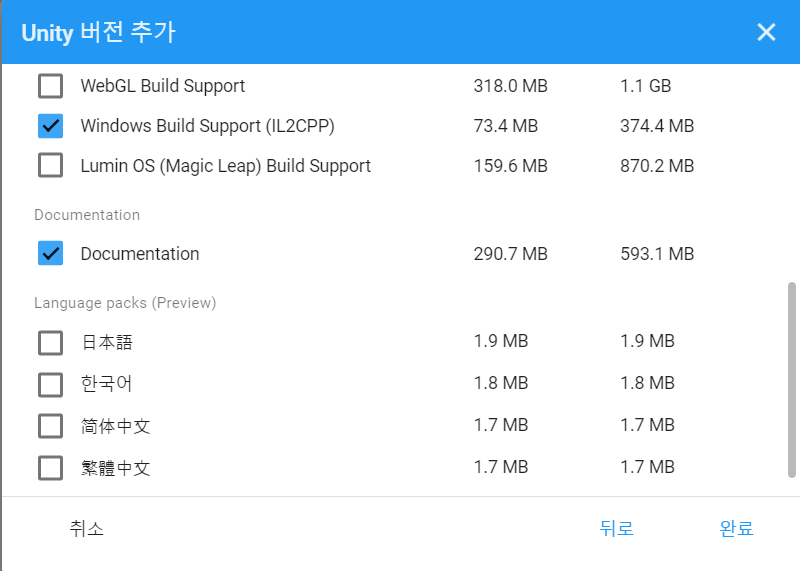 Unity 버전 추가
WebGL Build Support 318.0 MB 1.1 GB
Windows Build Support (IL2CPP) 73.4 MB 374.4 MB
Lumin OS (Magic Leap) Build Support 159.6 MB 870.2 MB
Documentation
Documentation 290.7 MB 593.1 MB
Language packs (Preview)
日本語 1.9 MB 1.9 MB
한국어 1.8 MB 1.8 MB
简体中文 1.7 MB 1.7 MB
繁體中文 1.7 MB 1.7 MB
취소 뒤로 완료